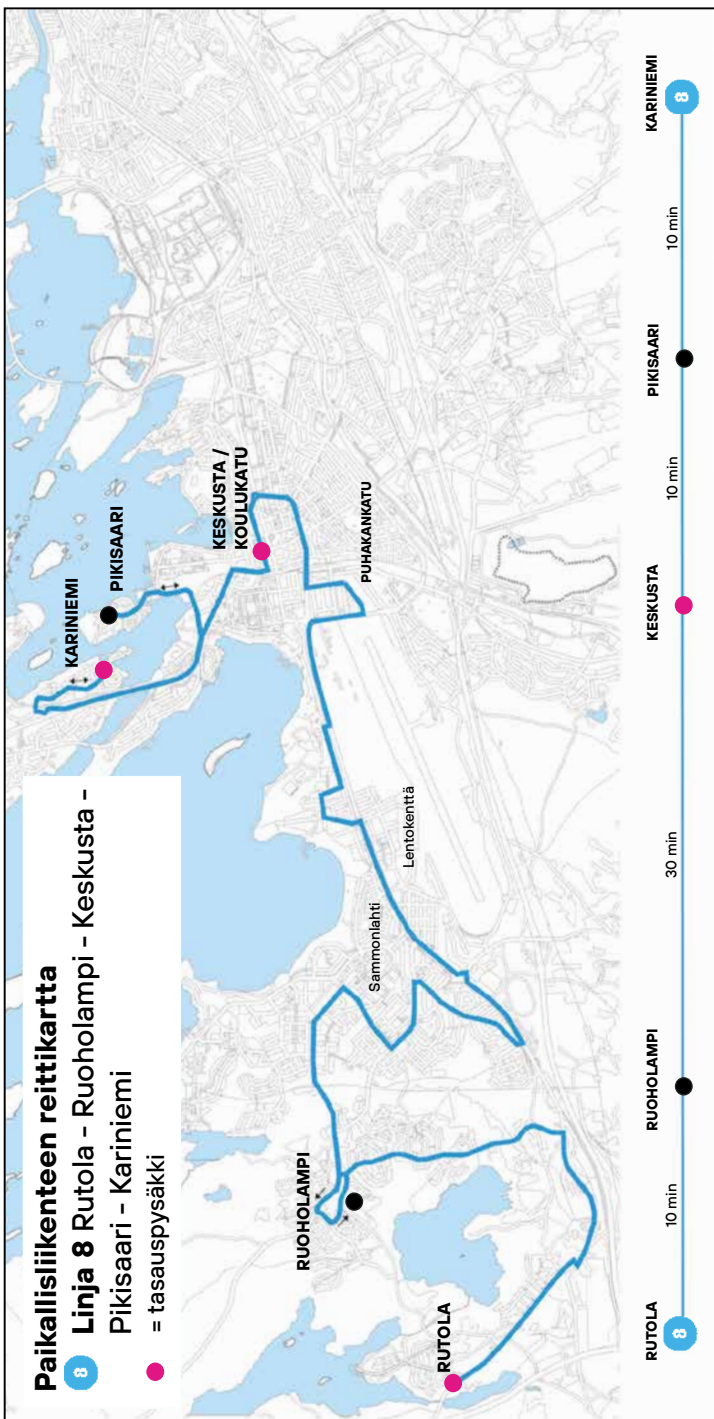 Paikallisliikenteen reittikartta
8 Linja 8 Rutola - Ruoholampi - Keskusta -
Pikisaari - Kariniemi
= tasauspysäkki
KARINIEMI
PIKISAARI
KESKUSTA /
KOULUKATU
PUHAKANKATU
Lentokenttä
Sammonlahti
RUOHOLAMPI
RUTOLA
RUTOLA
RUOHOLAMPI
KESKUSTA
PIKISAARI
KARINIEMI
8
10 min
30 min
10 min
10 min
8